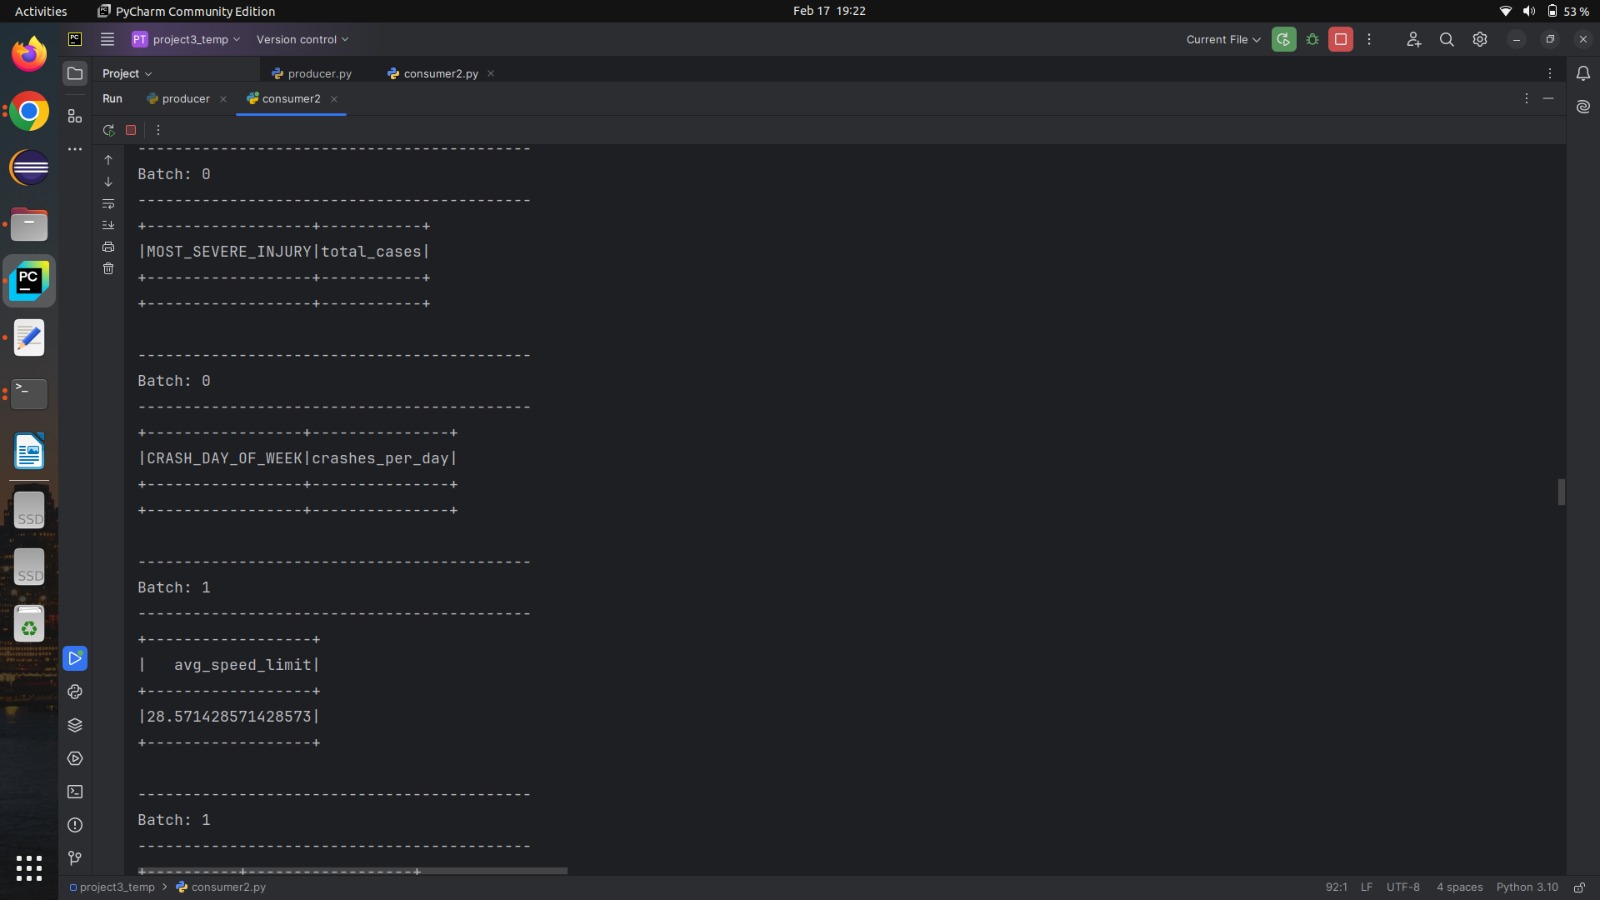 Activities PyCharm Community Edition Feb 17 19:22 53 %
PC PT project3_temp Version control Current File
Project producer.py consumer2.py
Run producer consumer2
-------------------------------------------
Batch: 0
-------------------------------------------
+------------------+-----------+
|MOST_SEVERE_INJURY|total_cases|
+------------------+-----------+
+------------------+-----------+
-------------------------------------------
Batch: 0
-------------------------------------------
+-----------------+---------------+
|CRASH_DAY_OF_WEEK|crashes_per_day|
+-----------------+---------------+
+-----------------+---------------+
-------------------------------------------
Batch: 1
-------------------------------------------
+------------------+
|   avg_speed_limit|
+------------------+
|28.571428571428573|
+------------------+
-------------------------------------------
Batch: 1
-------------------------------------------
+----------+------------------+
PC
>_
SSD
SSD
project3_temp > consumer2.py 92:1 LF UTF-8 4 spaces Python 3.10